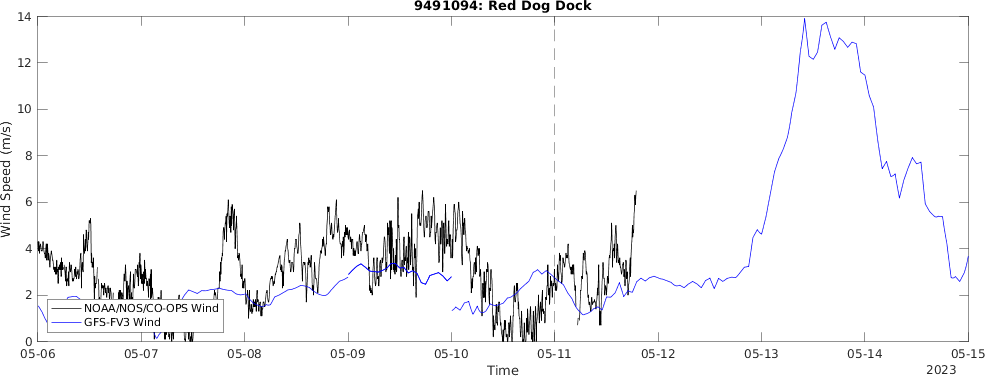 9491094: Red Dog Dock
Wind Speed (m/s)
14
12
10
8
6
4
2
0
NOAA/NOS/CO-OPS Wind
GFS-FV3 Wind
05-06 05-07 05-08 05-09 05-10 05-11 05-12 05-13 05-14 05-15
Time
2023